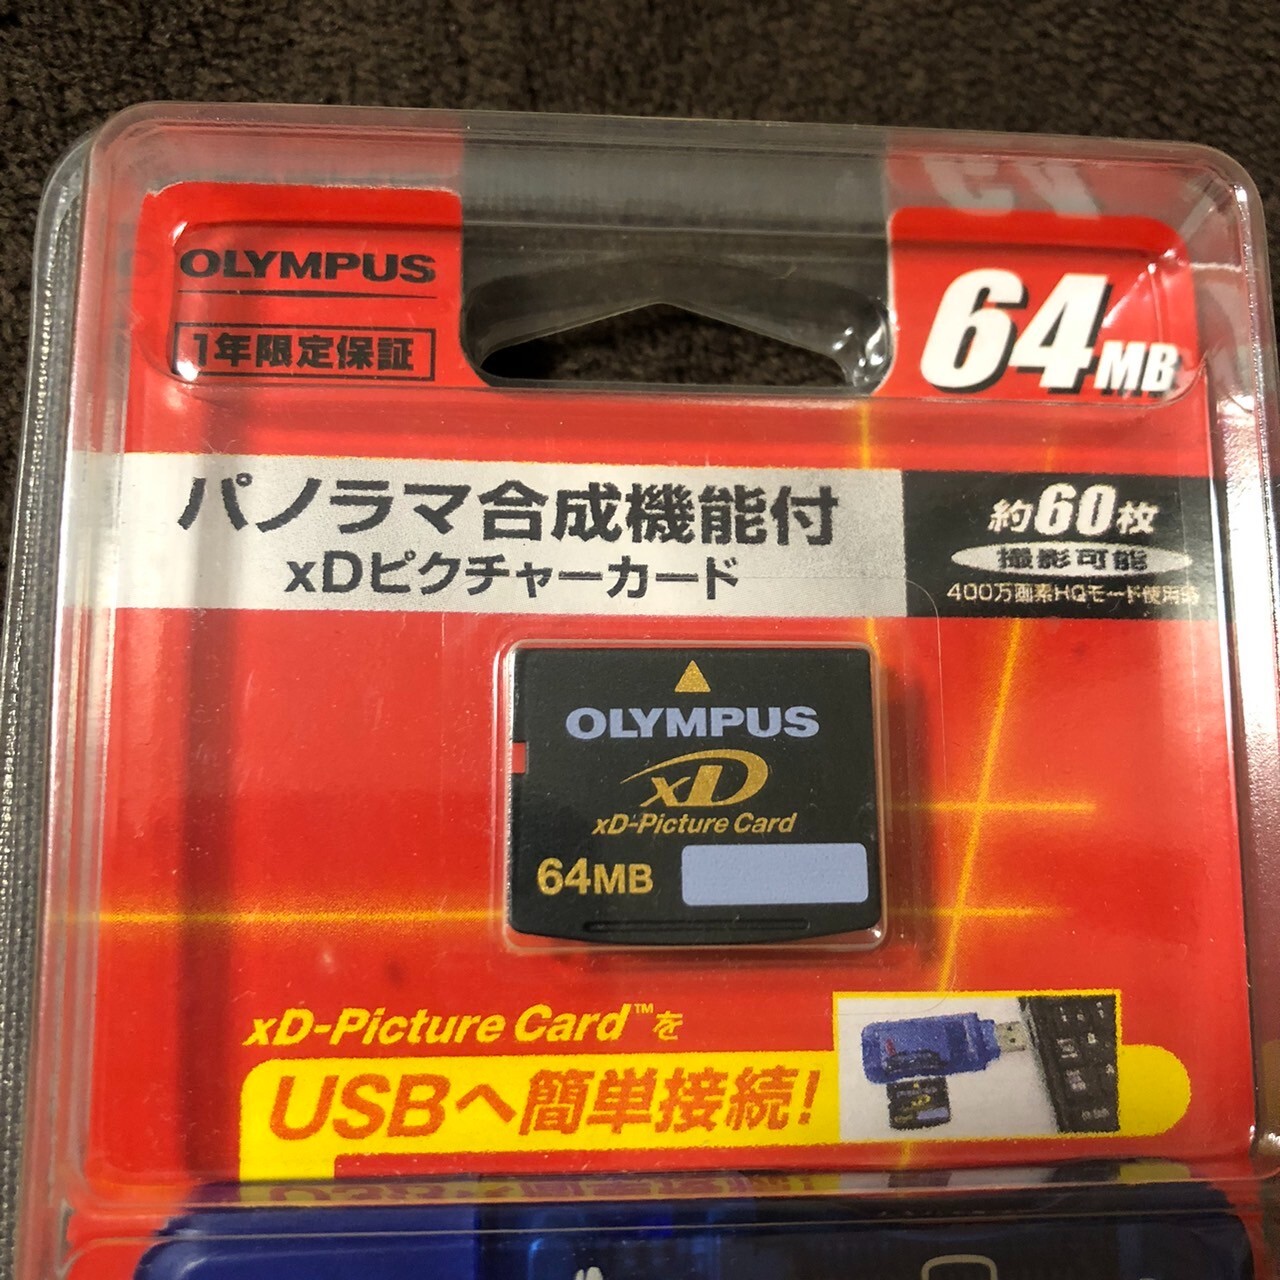 OLYMPUS
1年限定保証
64MB
パノラマ合成機能付
xDピクチャーカード
約60枚
撮影可能
400万画素HQモード使用時
OLYMPUS
xD
xD-Picture Card
64MB
xD-Picture Card™を
USBへ簡単接続!